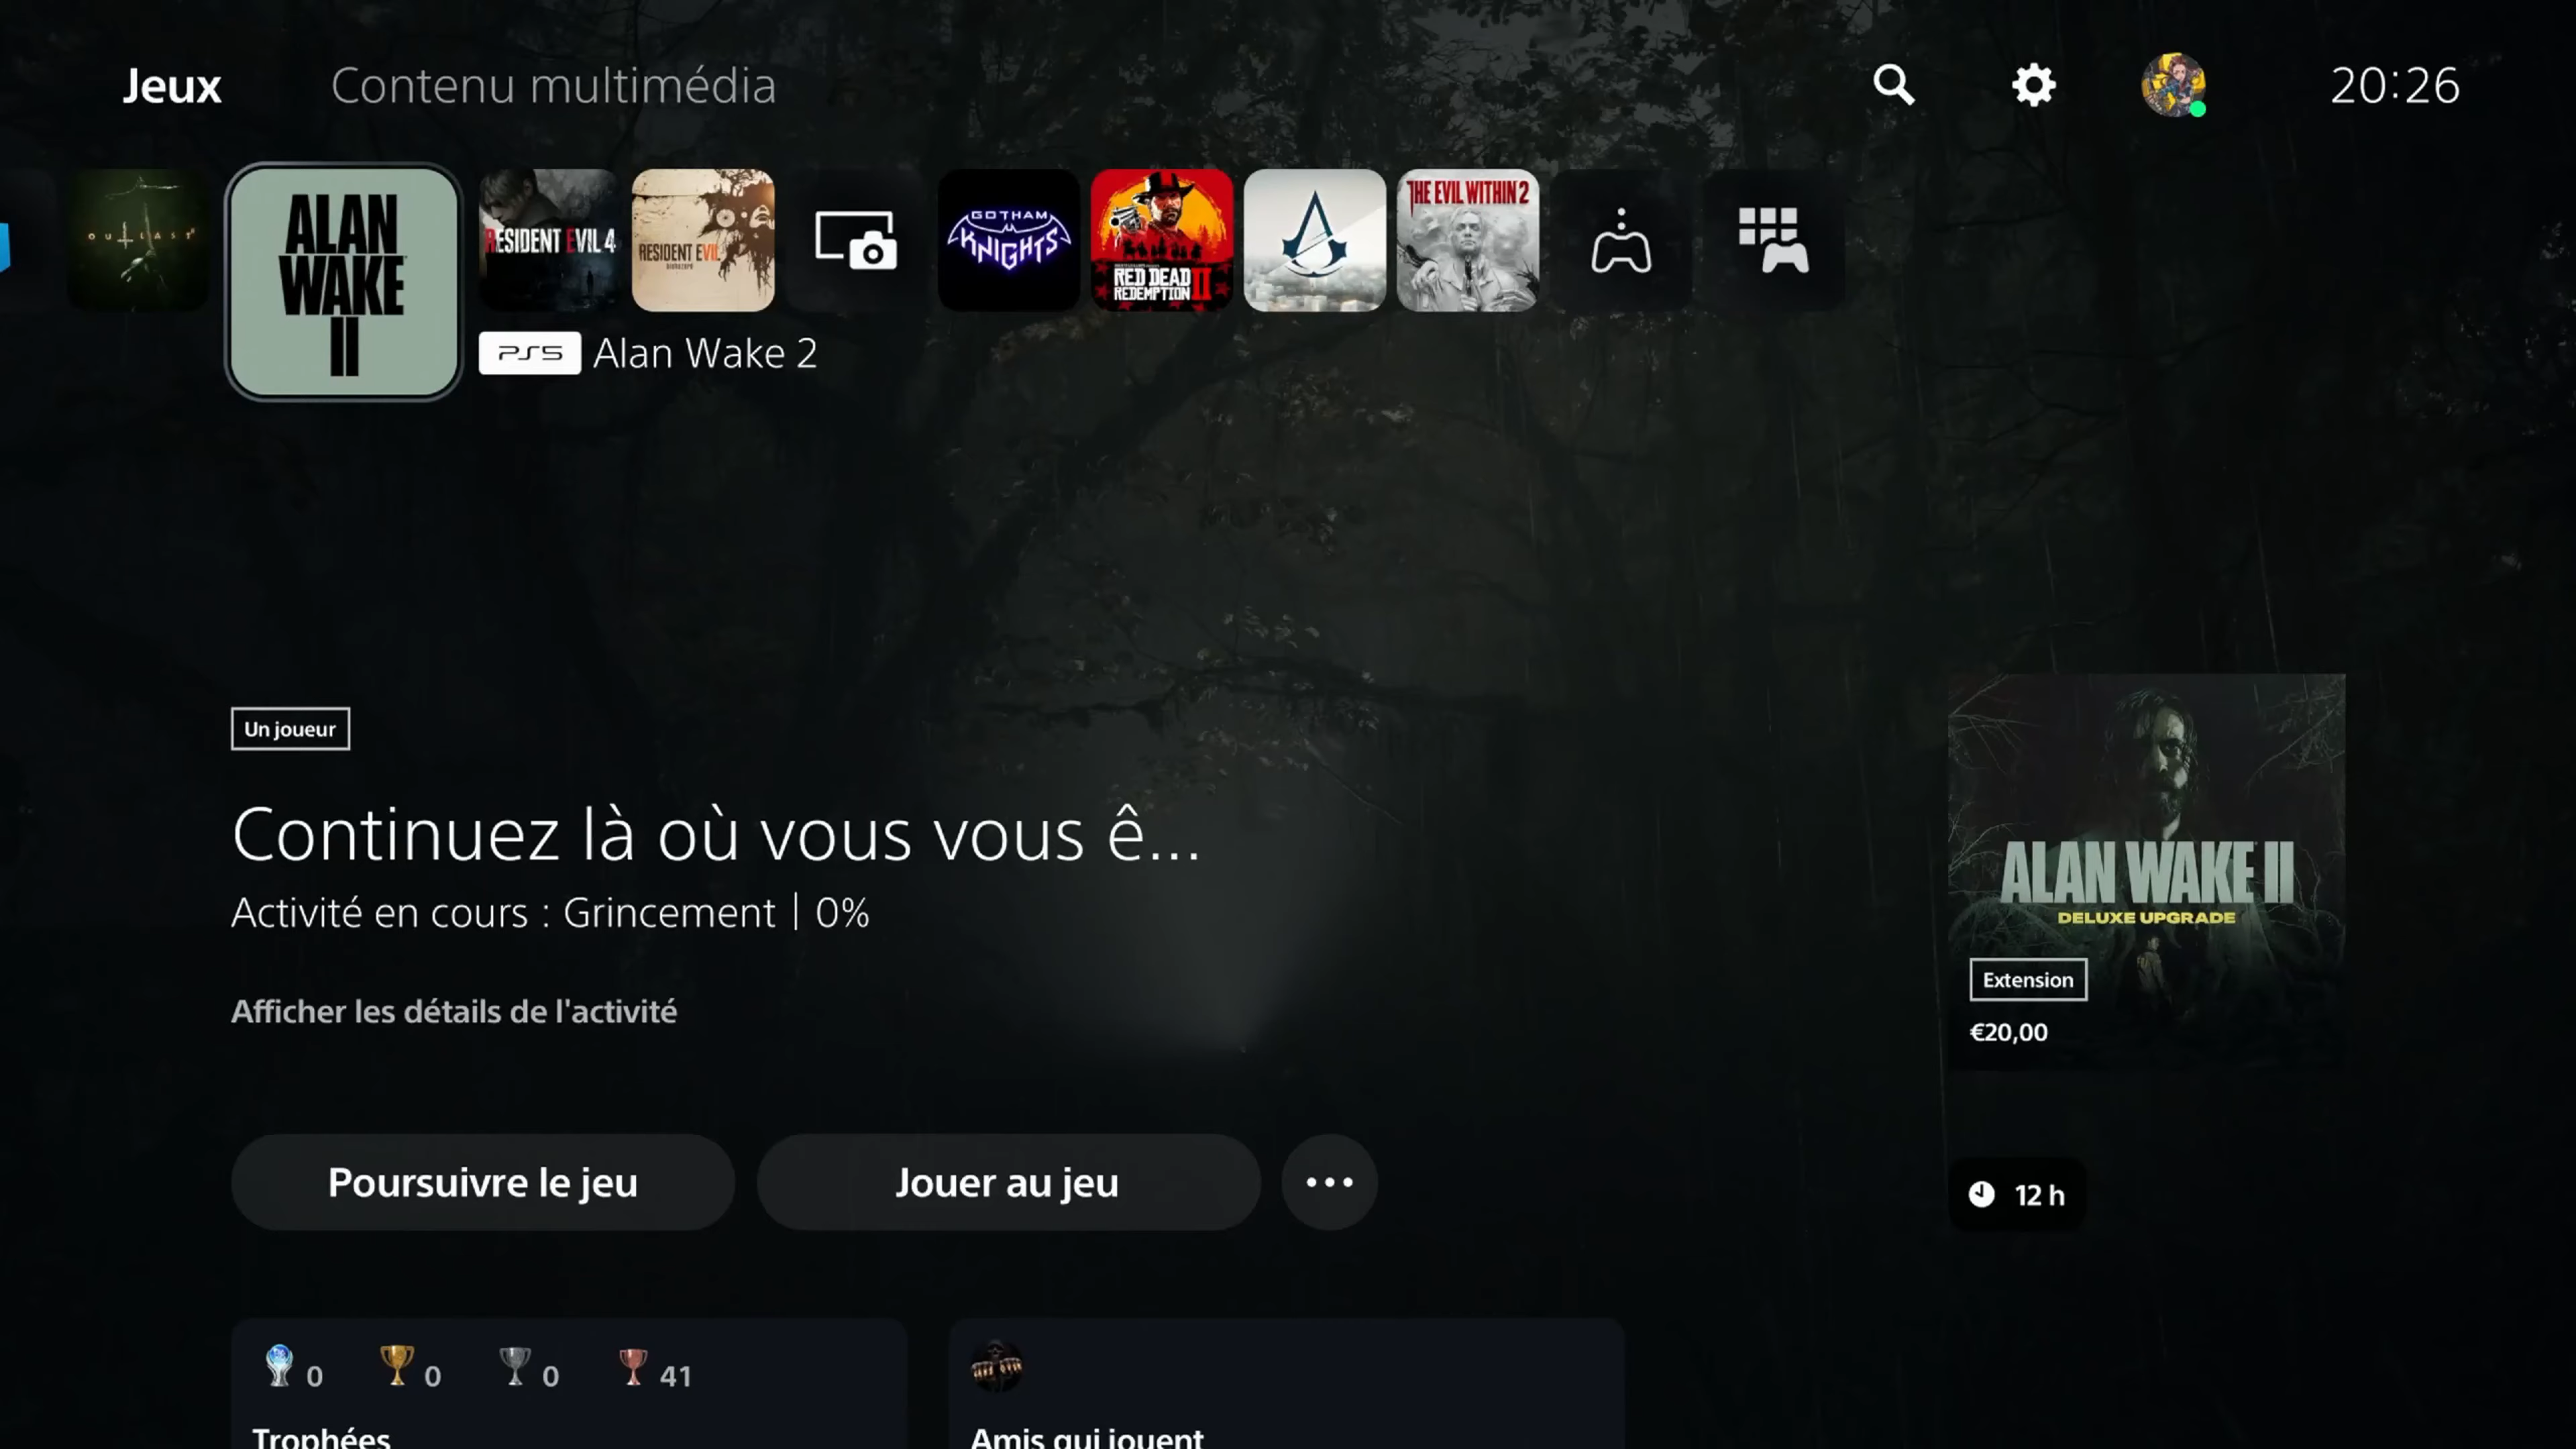 Jeux
Contenu multimédia
20:26
OUTLAST
ALAN
WAKE
II
RESIDENT EVIL 4
RESIDENT EVIL
biohazard
GOTHAM
KNIGHTS
RED DEAD
REDEMPTION II
THE EVIL WITHIN 2
PS5 Alan Wake 2
Un joueur
Continuez là où vous vous ê...
Activité en cours : Grincement | 0%
Afficher les détails de l'activité
ALAN WAKE II
DELUXE UPGRADE
Extension
€20,00
Poursuivre le jeu
Jouer au jeu
12 h
0
0
0
41
Trophées
Amis qui jouent